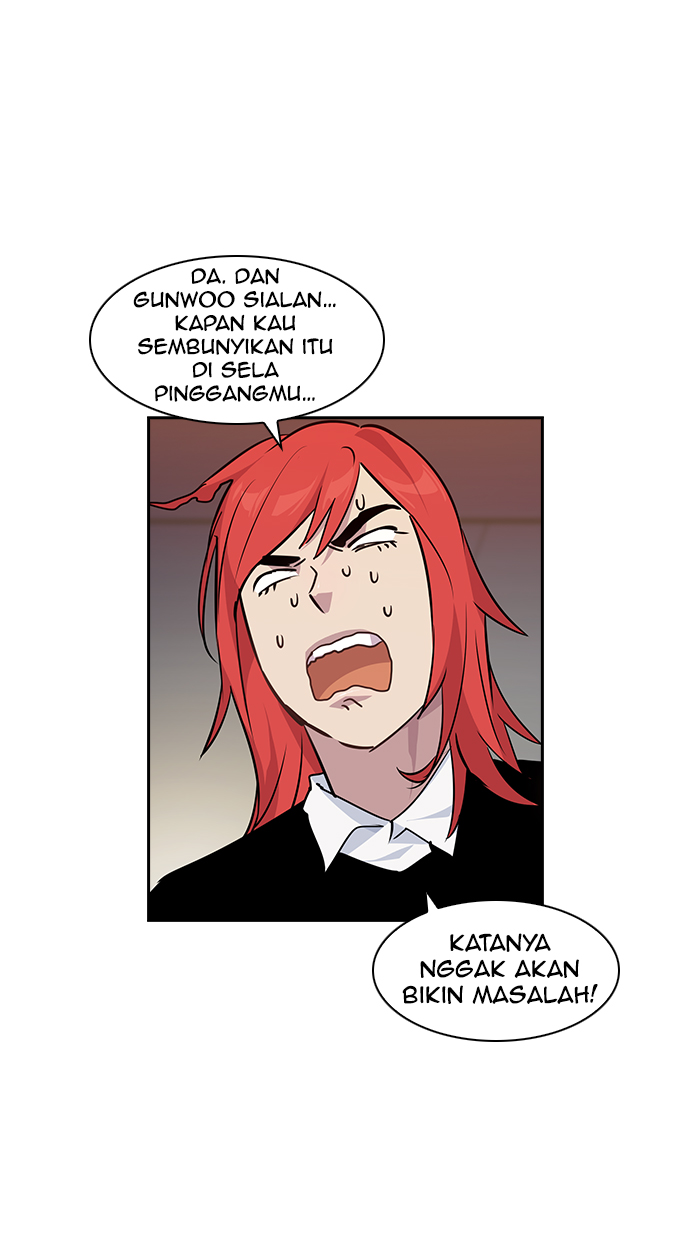 DA. DAN
GUNWOO SIALAN...
KAPAN KAU
SEMBUNYIKAN ITU
DI SELA
PINGGANGMU...
KATANYA
NGGAK AKAN
BIKIN MASALAH!